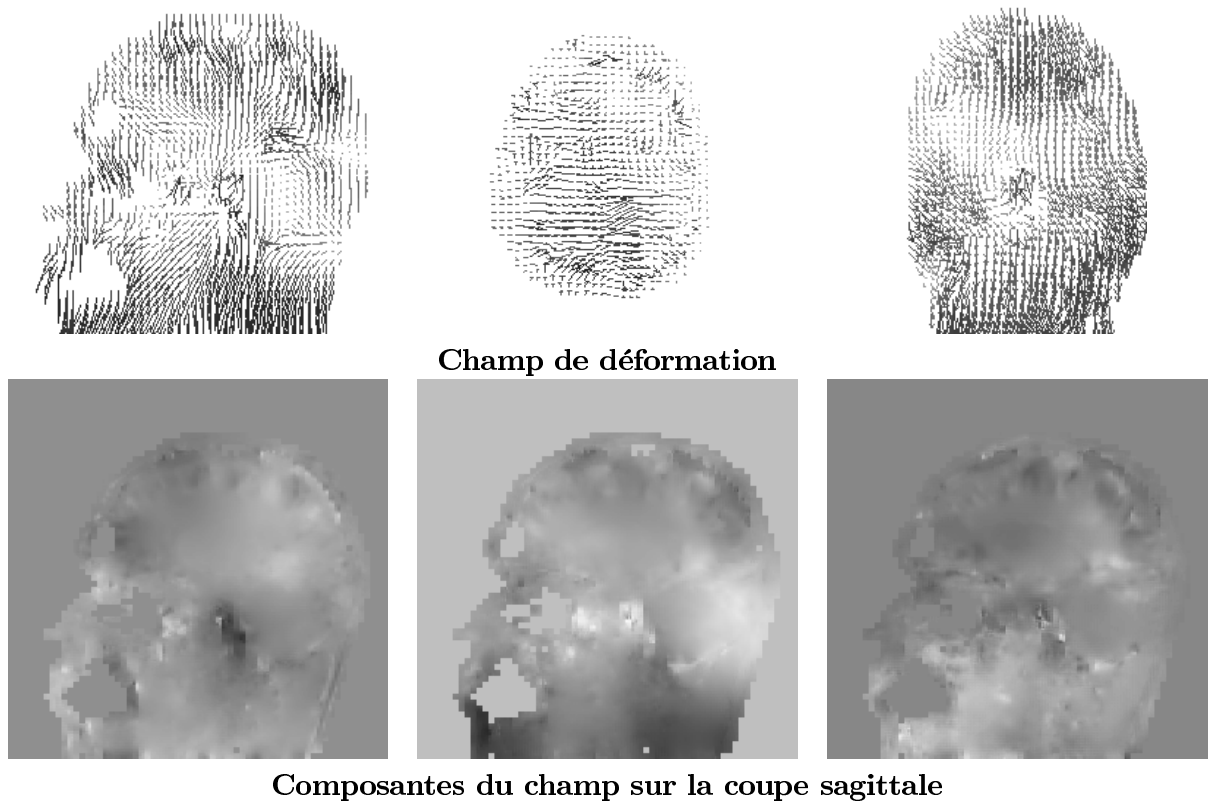 Champ de déformation
Composantes du champ sur la coupe sagittale